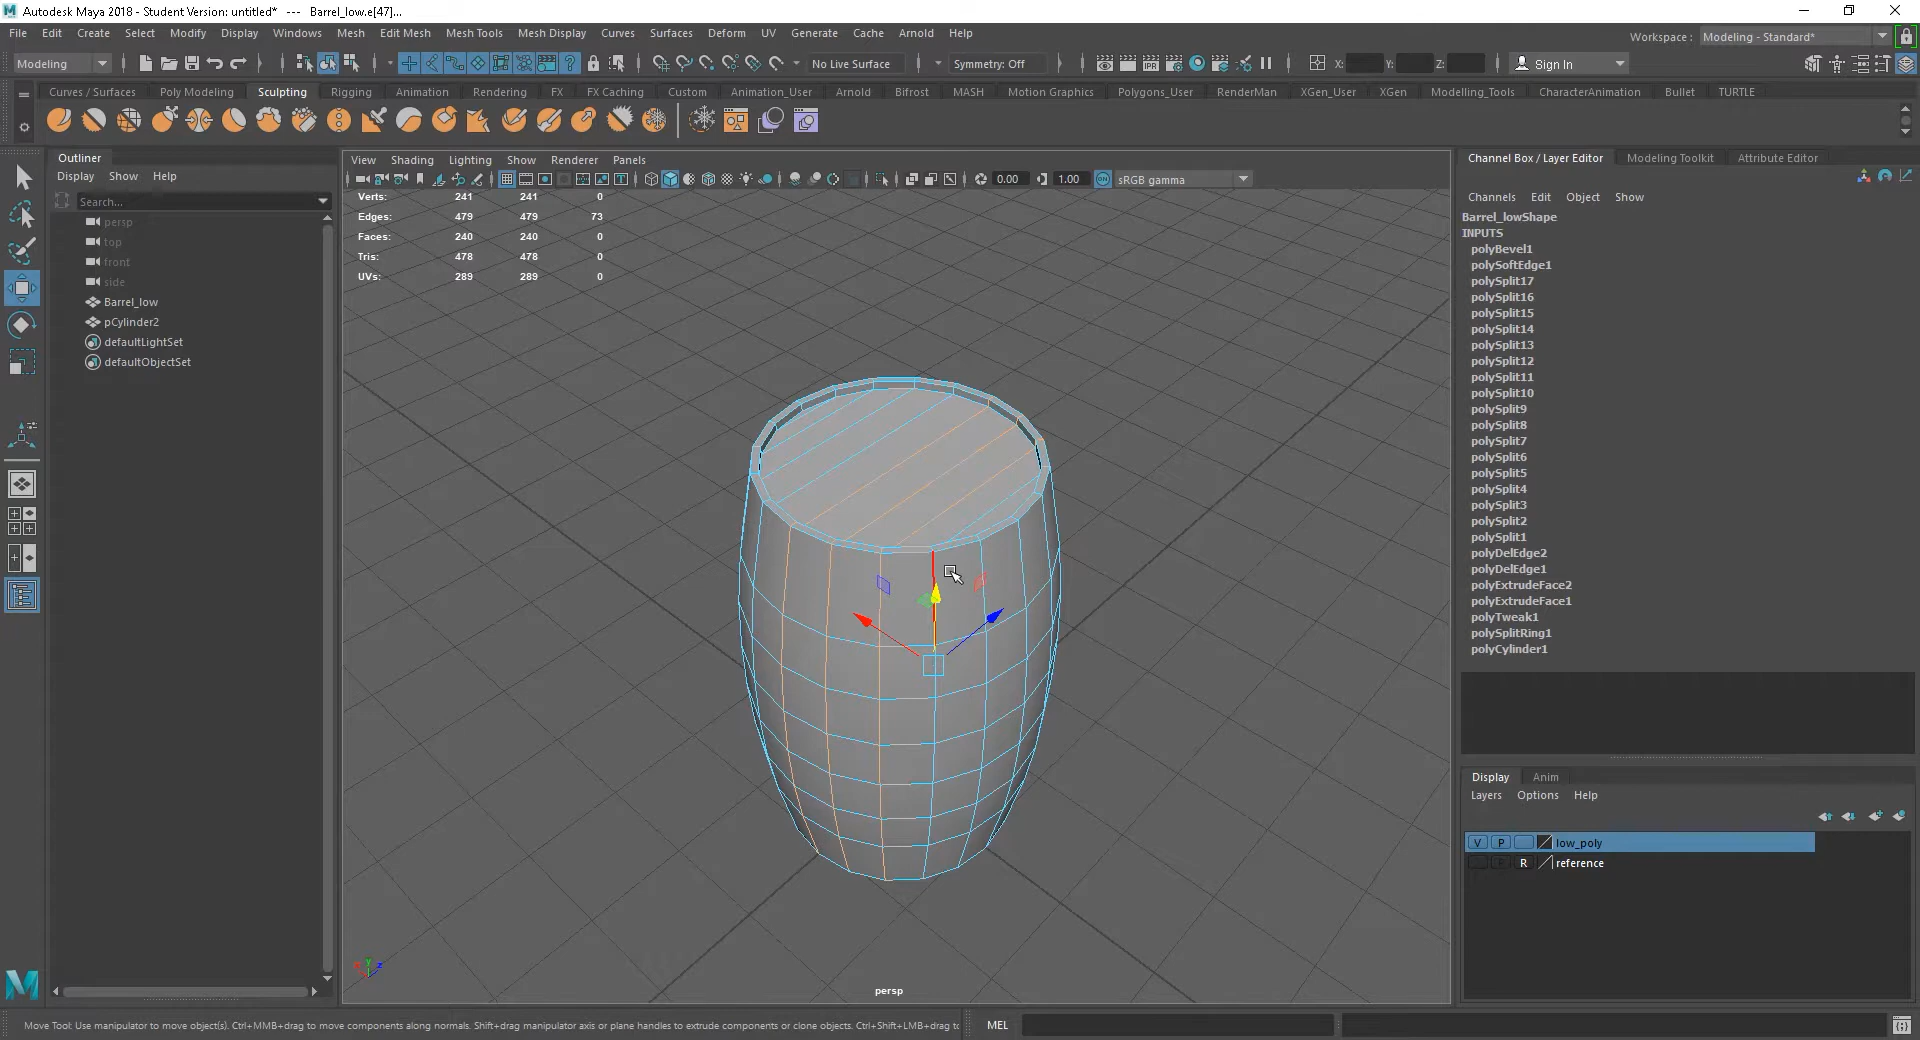 Autodesk Maya 2018 - Student Version: untitled* --- Barrel_low.e[47]...
File Edit Create Select Modify Display Windows Mesh Edit Mesh Mesh Tools Mesh Display Curves Surfaces Deform UV Generate Cache Arnold Help
Workspace : Modeling - Standard*
Modeling No Live Surface Symmetry: Off X: Y: Z: Sign In
Curves / Surfaces Poly Modeling Sculpting Rigging Animation Rendering FX FX Caching Custom Animation_User Arnold Bifrost MASH Motion Graphics Polygons_User RenderMan XGen_User XGen Modelling_Tools CharacterAnimation Bullet TURTLE
Outliner
Display Show Help
Search...
persp
top
front
side
Barrel_low
pCylinder2
defaultLightSet
defaultObjectSet
View Shading Lighting Show Renderer Panels
0.00 1.00 sRGB gamma
Verts: 241 241 0
Edges: 479 479 73
Faces: 240 240 0
Tris: 478 478 0
UVs: 289 289 0
persp
Channel Box / Layer Editor Modeling Toolkit Attribute Editor
Channels Edit Object Show
Barrel_lowShape
INPUTS
polyBevel1
polySoftEdge1
polySplit17
polySplit16
polySplit15
polySplit14
polySplit13
polySplit12
polySplit11
polySplit10
polySplit9
polySplit8
polySplit7
polySplit6
polySplit5
polySplit4
polySplit3
polySplit2
polySplit1
polyDelEdge2
polyDelEdge1
polyExtrudeFace2
polyExtrudeFace1
polyTweak1
polySplitRing1
polyCylinder1
Display Anim
Layers Options Help
V P low_poly
R reference
Move Tool: Use manipulator to move object(s). Ctrl+MMB+drag to move components along normals. Shift+drag manipulator axis or plane handles to extrude components or clone objects. Ctrl+Shift+LMB+drag to
MEL